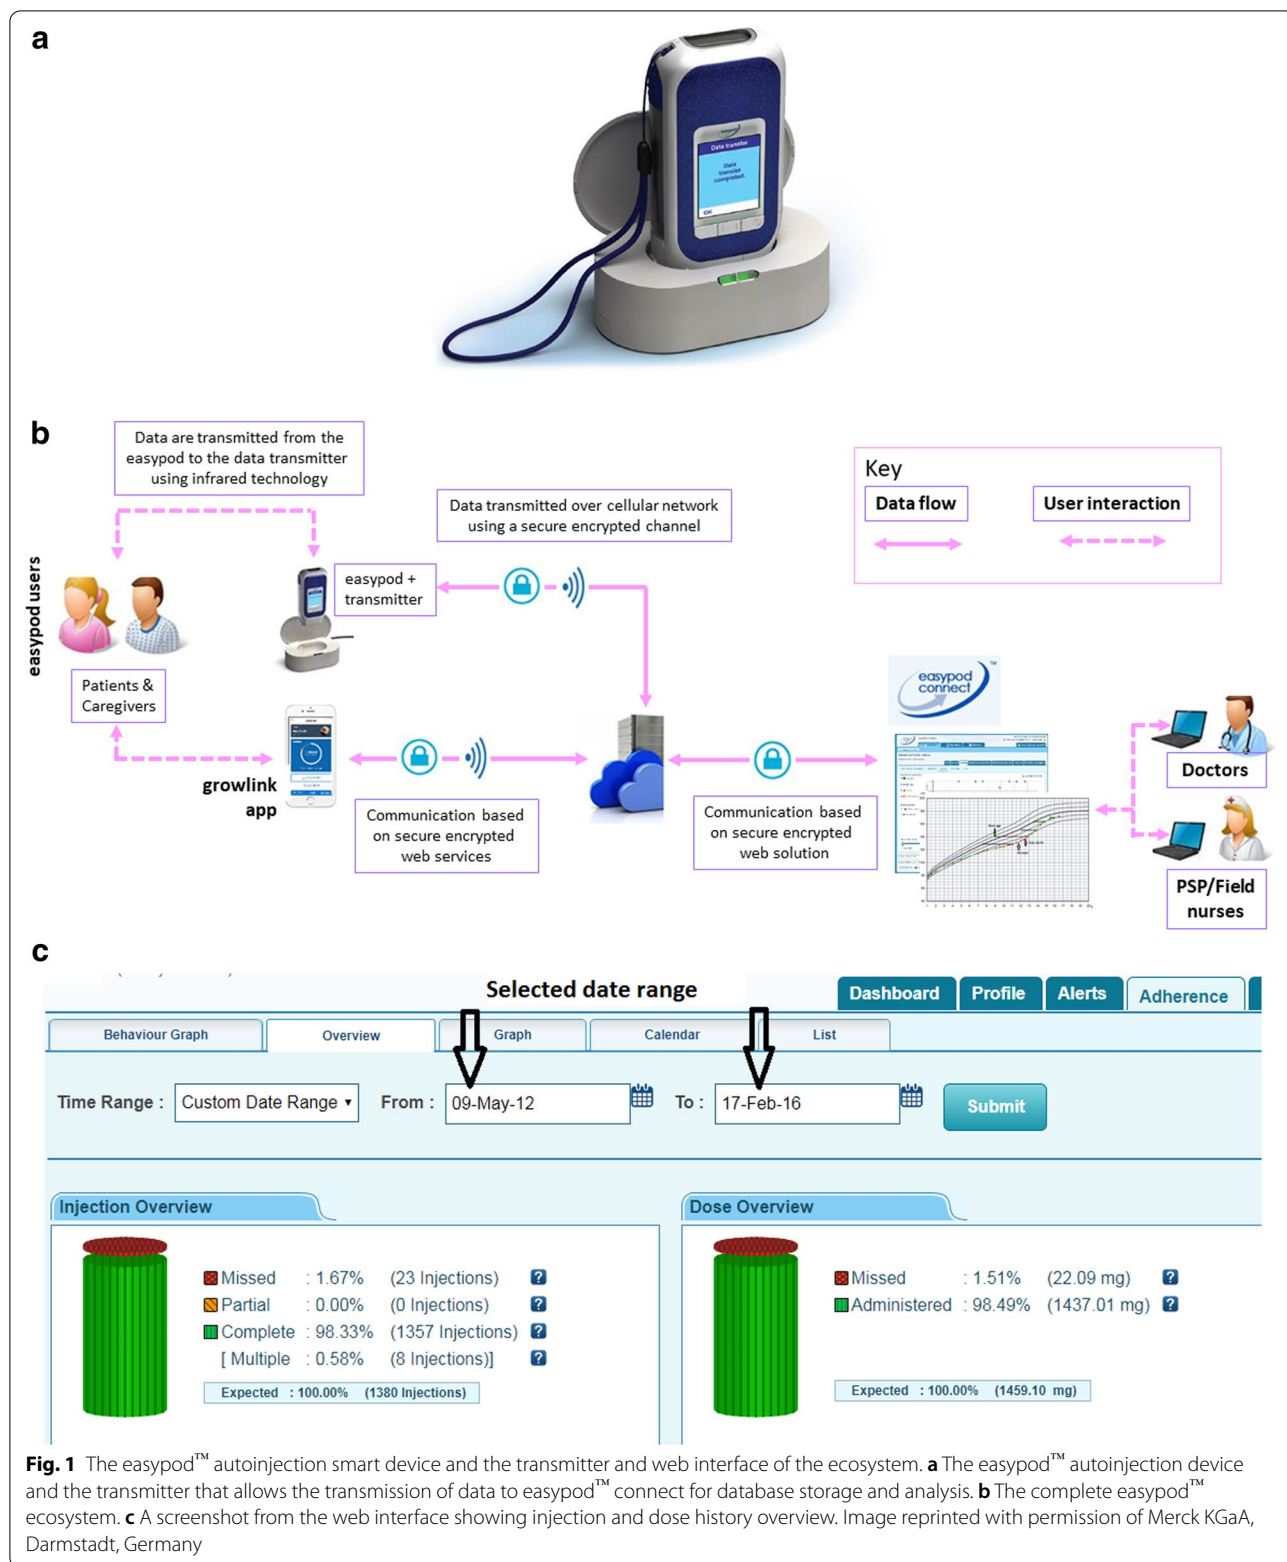 a
easypod
Data transfer
Data
transfer
completed.
OK
b
Data are transmitted from the
easypod to the data transmitter
using infrared technology
Data transmitted over cellular network
using a secure encrypted channel
Key
Data flow
User interaction
easypod users
easypod +
transmitter
Patients &
Caregivers
growlink
app
Communication based
on secure encrypted
web services
easypod
connect
TM
Communication based
on secure encrypted
web solution
Doctors
PSP/Field
nurses
c
Selected date range
Dashboard Profile Alerts Adherence
Behaviour Graph Overview Graph Calendar List
Time Range : Custom Date Range From : 09-May-12 To : 17-Feb-16 Submit
Injection Overview
Missed : 1.67% (23 Injections) ?
Partial : 0.00% (0 Injections) ?
Complete : 98.33% (1357 Injections) ?
[ Multiple : 0.58% (8 Injections)] ?
Expected : 100.00% (1380 Injections)
Dose Overview
Missed : 1.51% (22.09 mg) ?
Administered : 98.49% (1437.01 mg) ?
Expected : 100.00% (1459.10 mg)
Fig. 1 The easypod™ autoinjection smart device and the transmitter and web interface of the ecosystem. a The easypod™ autoinjection device
and the transmitter that allows the transmission of data to easypod™ connect for database storage and analysis. b The complete easypod™
ecosystem. c A screenshot from the web interface showing injection and dose history overview. Image reprinted with permission of Merck KGaA,
Darmstadt, Germany